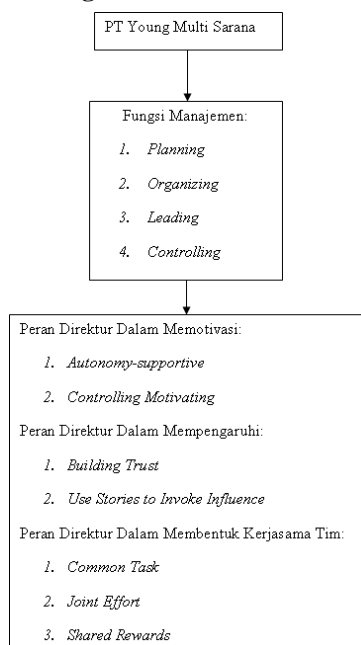 PT Young Multi Sarana
Fungsi Manajemen:
1. Planning
2. Organizing
3. Leading
4. Controlling
Peran Direktur Dalam Memotivasi:
1. Autonomy-supportive
2. Controlling Motivating
Peran Direktur Dalam Mempengaruhi:
1. Building Trust
2. Use Stories to Invoke Influence
Peran Direktur Dalam Membentuk Kerjasama Tim:
1. Common Task
2. Joint Effort
3. Shared Rewards